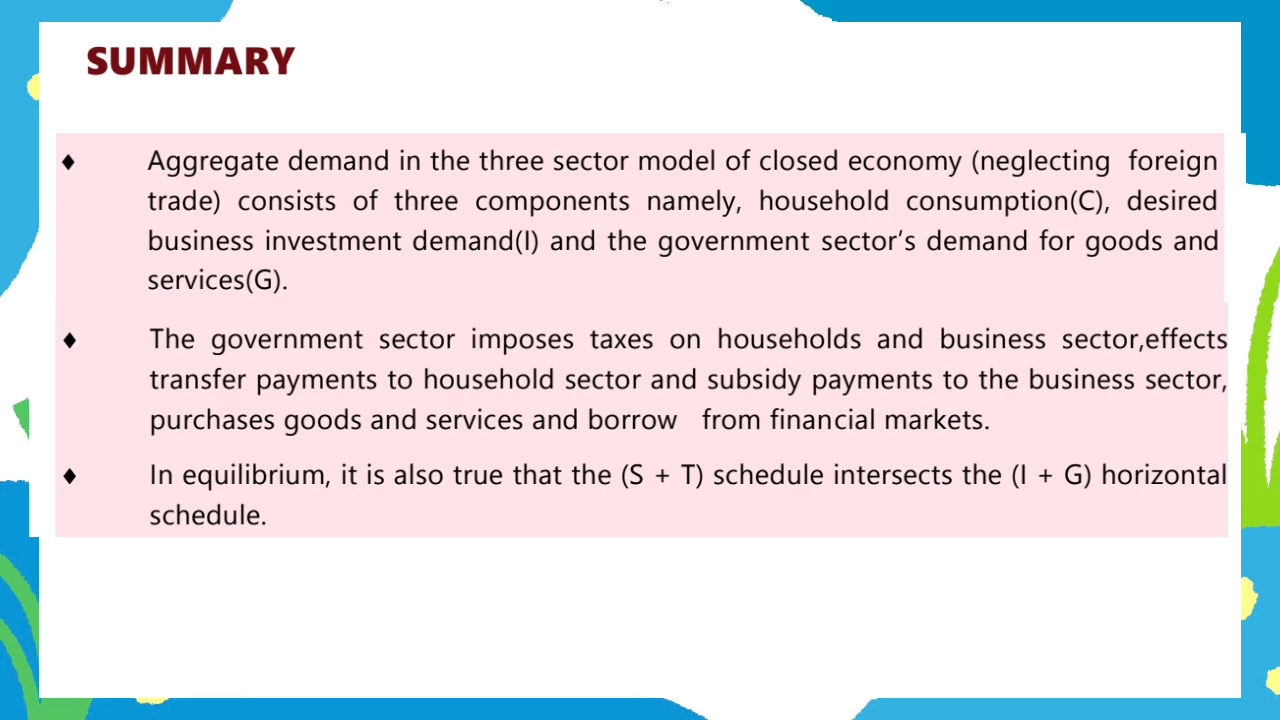 SUMMARY
♦ Aggregate demand in the three sector model of closed economy (neglecting foreign
trade) consists of three components namely, household consumption(C), desired
business investment demand(I) and the government sector’s demand for goods and
services(G).
♦ The government sector imposes taxes on households and business sector,effects
transfer payments to household sector and subsidy payments to the business sector,
purchases goods and services and borrow from financial markets.
♦ In equilibrium, it is also true that the (S + T) schedule intersects the (I + G) horizontal
schedule.